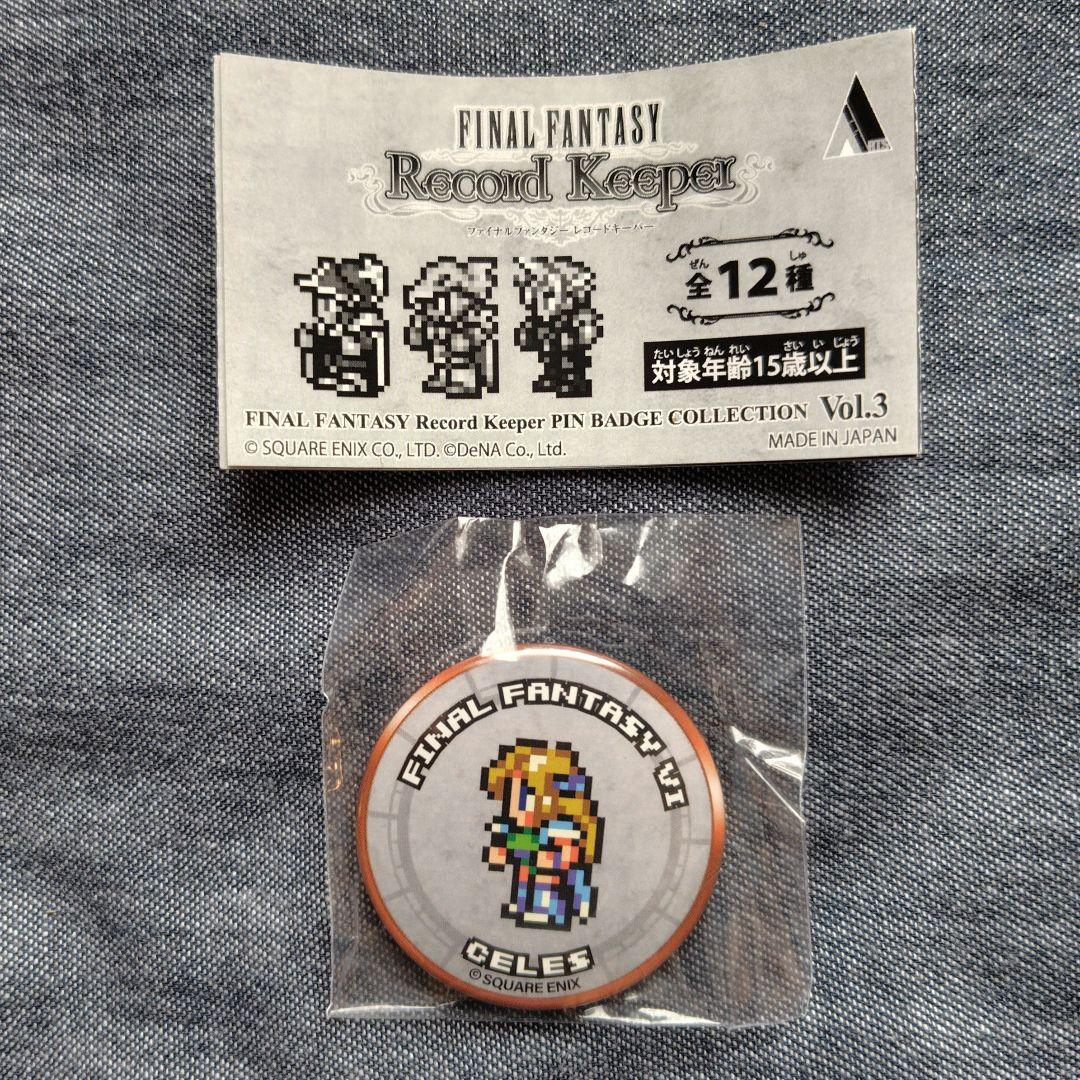 FINAL FANTASY
Record Keeper
ファイナルファンタジー レコードキーパー
ARTS
ぜん しゅ
全12種
たいしょうねんれい さいいじょう
対象年齢15歳以上
FINAL FANTASY Record Keeper PIN BADGE COLLECTION Vol.3
© SQUARE ENIX CO., LTD. ©DeNA Co., Ltd.
MADE IN JAPAN
FINAL FANTASY VI
CELES
© SQUARE ENIX